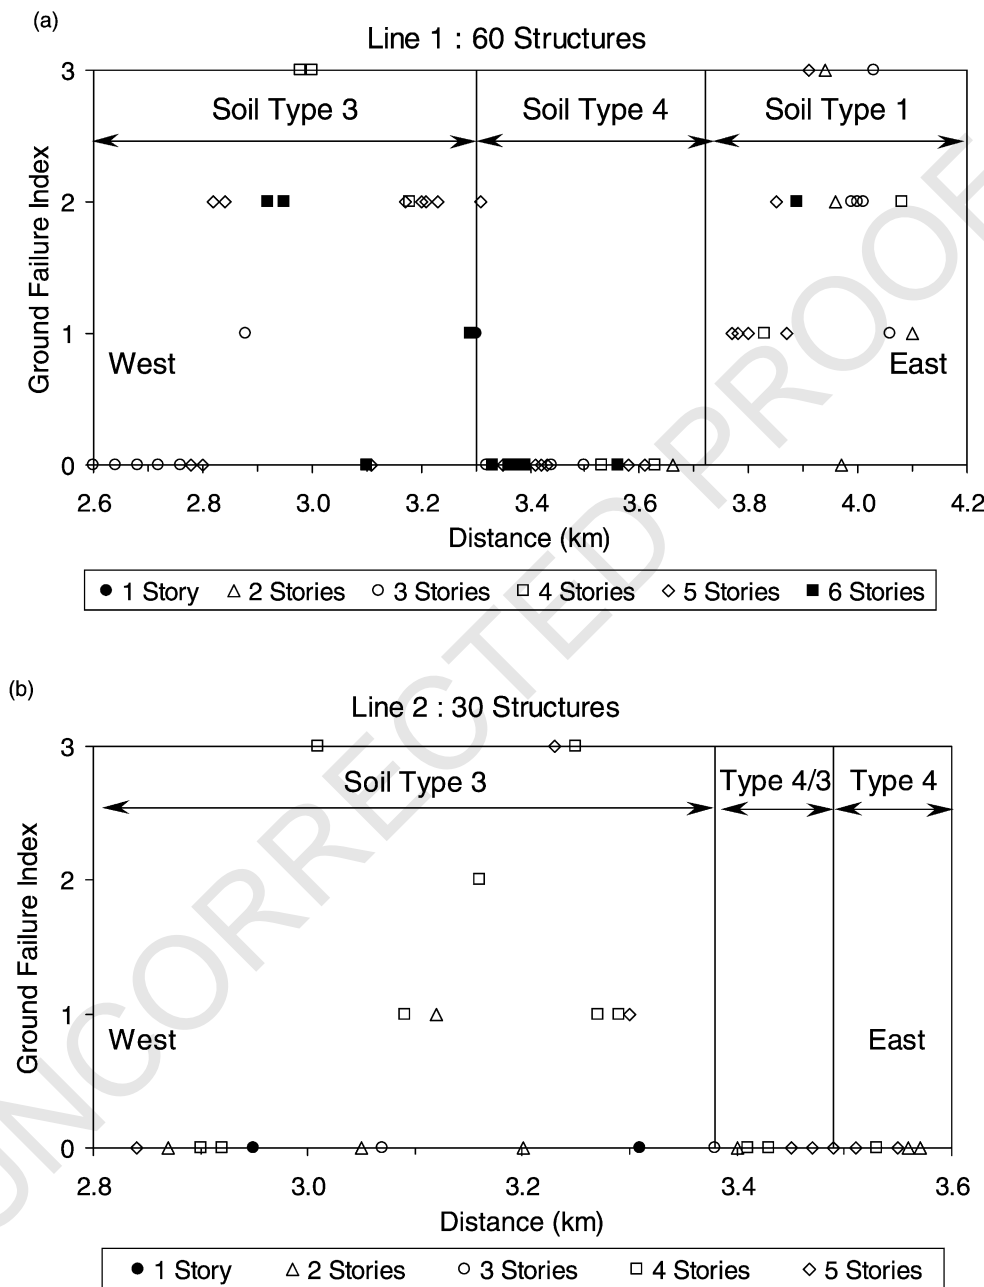 (a)
Line 1 : 60 Structures
3
Soil Type 3
Soil Type 4
Soil Type 1
2
1
West
East
0
Ground Failure Index
2.6 2.8 3.0 3.2 3.4 3.6 3.8 4.0 4.2
Distance (km)
1 Story 2 Stories 3 Stories 4 Stories 5 Stories 6 Stories
(b)
Line 2 : 30 Structures
3
Soil Type 3
Type 4/3
Type 4
2
1
West
East
0
Ground Failure Index
2.8 3.0 3.2 3.4 3.6
Distance (km)
1 Story 2 Stories 3 Stories 4 Stories 5 Stories
UNCORRECTED PROOF